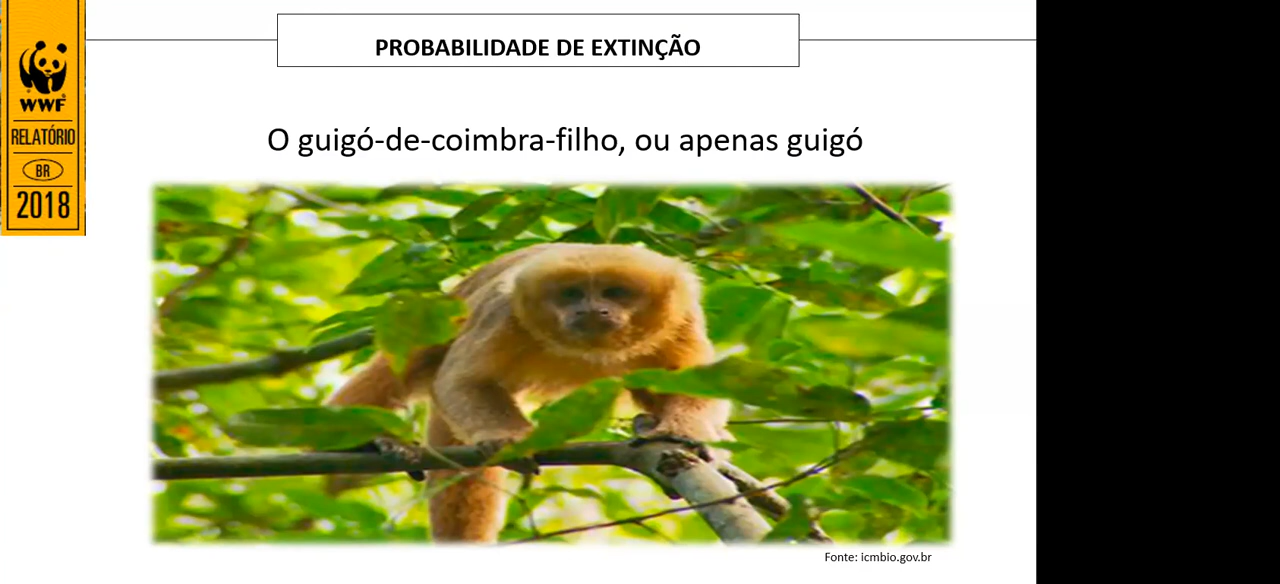 PROBABILIDADE DE EXTINÇÃO
WWF
RELATÓRIO
BR
2018
O guigó-de-coimbra-filho, ou apenas guigó
Fonte: icmbio.gov.br